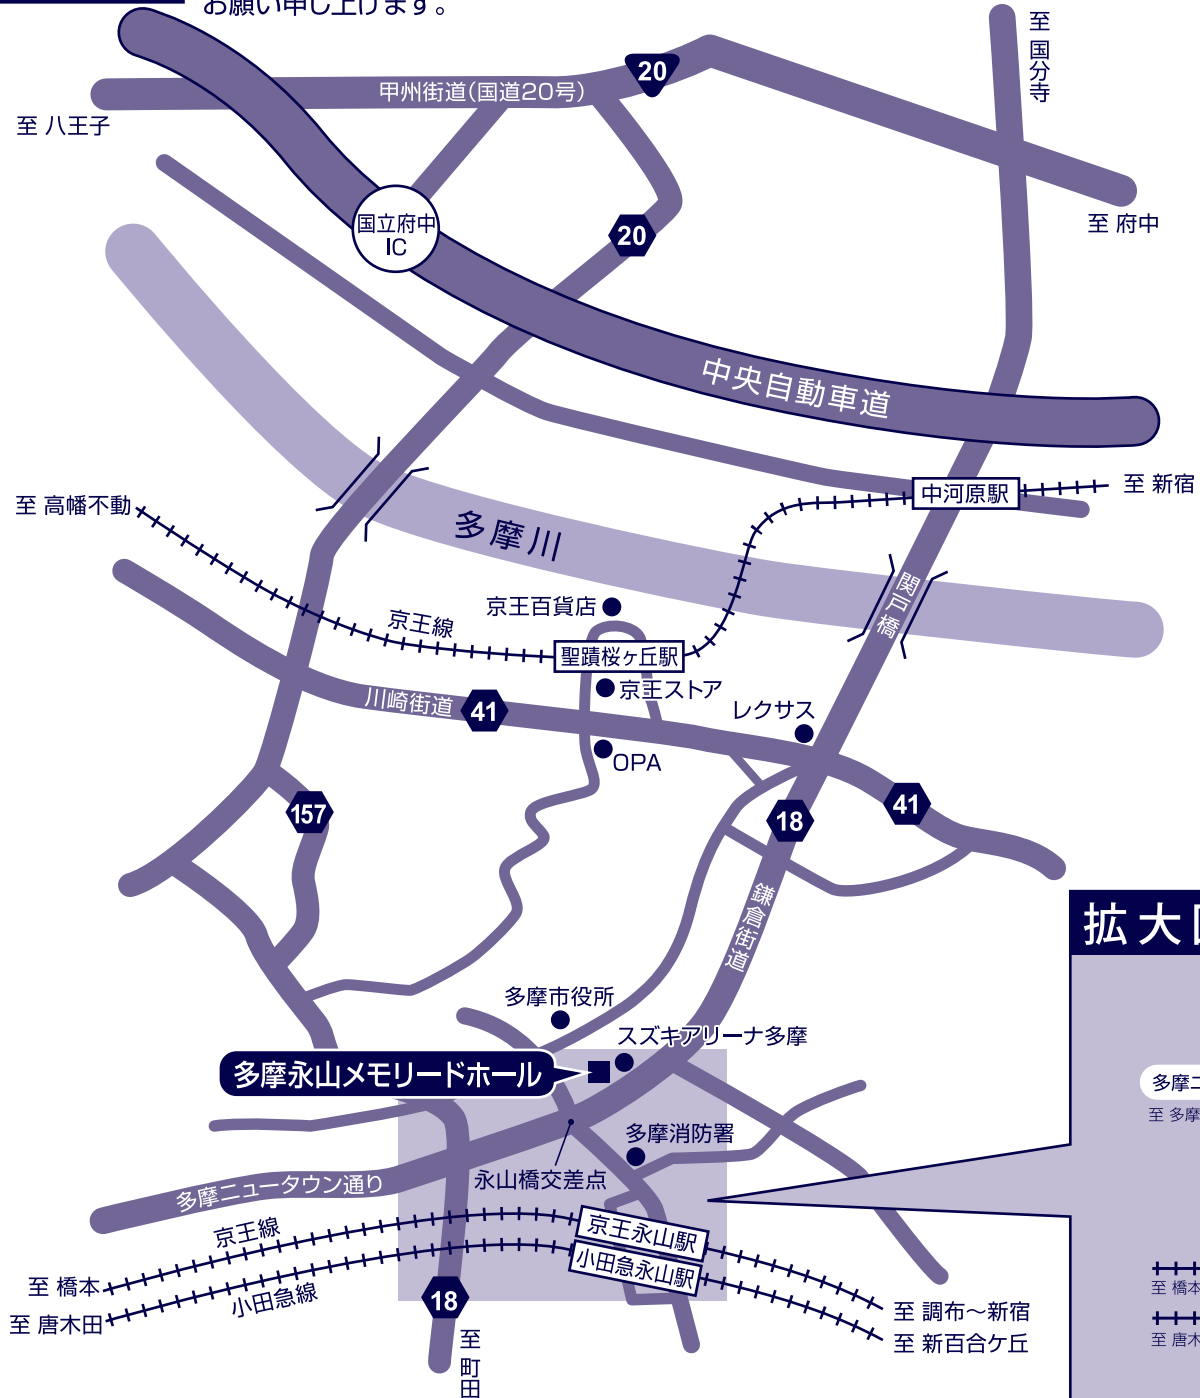 お願い申し上げます。
至 国分寺
20
甲州街道(国道20号)
至 八王子
国立府中
IC
20
至 府中
中央自動車道
至 高幡不動
多摩川
中河原駅
至 新宿
京王百貨店
京王線
関戸橋
聖蹟桜ヶ丘駅
京王ストア
川崎街道
41
レクサス
OPA
157
18
41
鎌倉街道
拡大
多摩市役所
スズキアリーナ多摩
多摩永山メモリードホール
多摩ニ
至 多摩
多摩消防署
永山橋交差点
多摩ニュータウン通り
京王線
京王永山駅
小田急永山駅
至 橋本
小田急線
至 唐木田
18
至 町田
至 調布〜新宿
至 新百合ケ丘
至 橋本
至 唐木